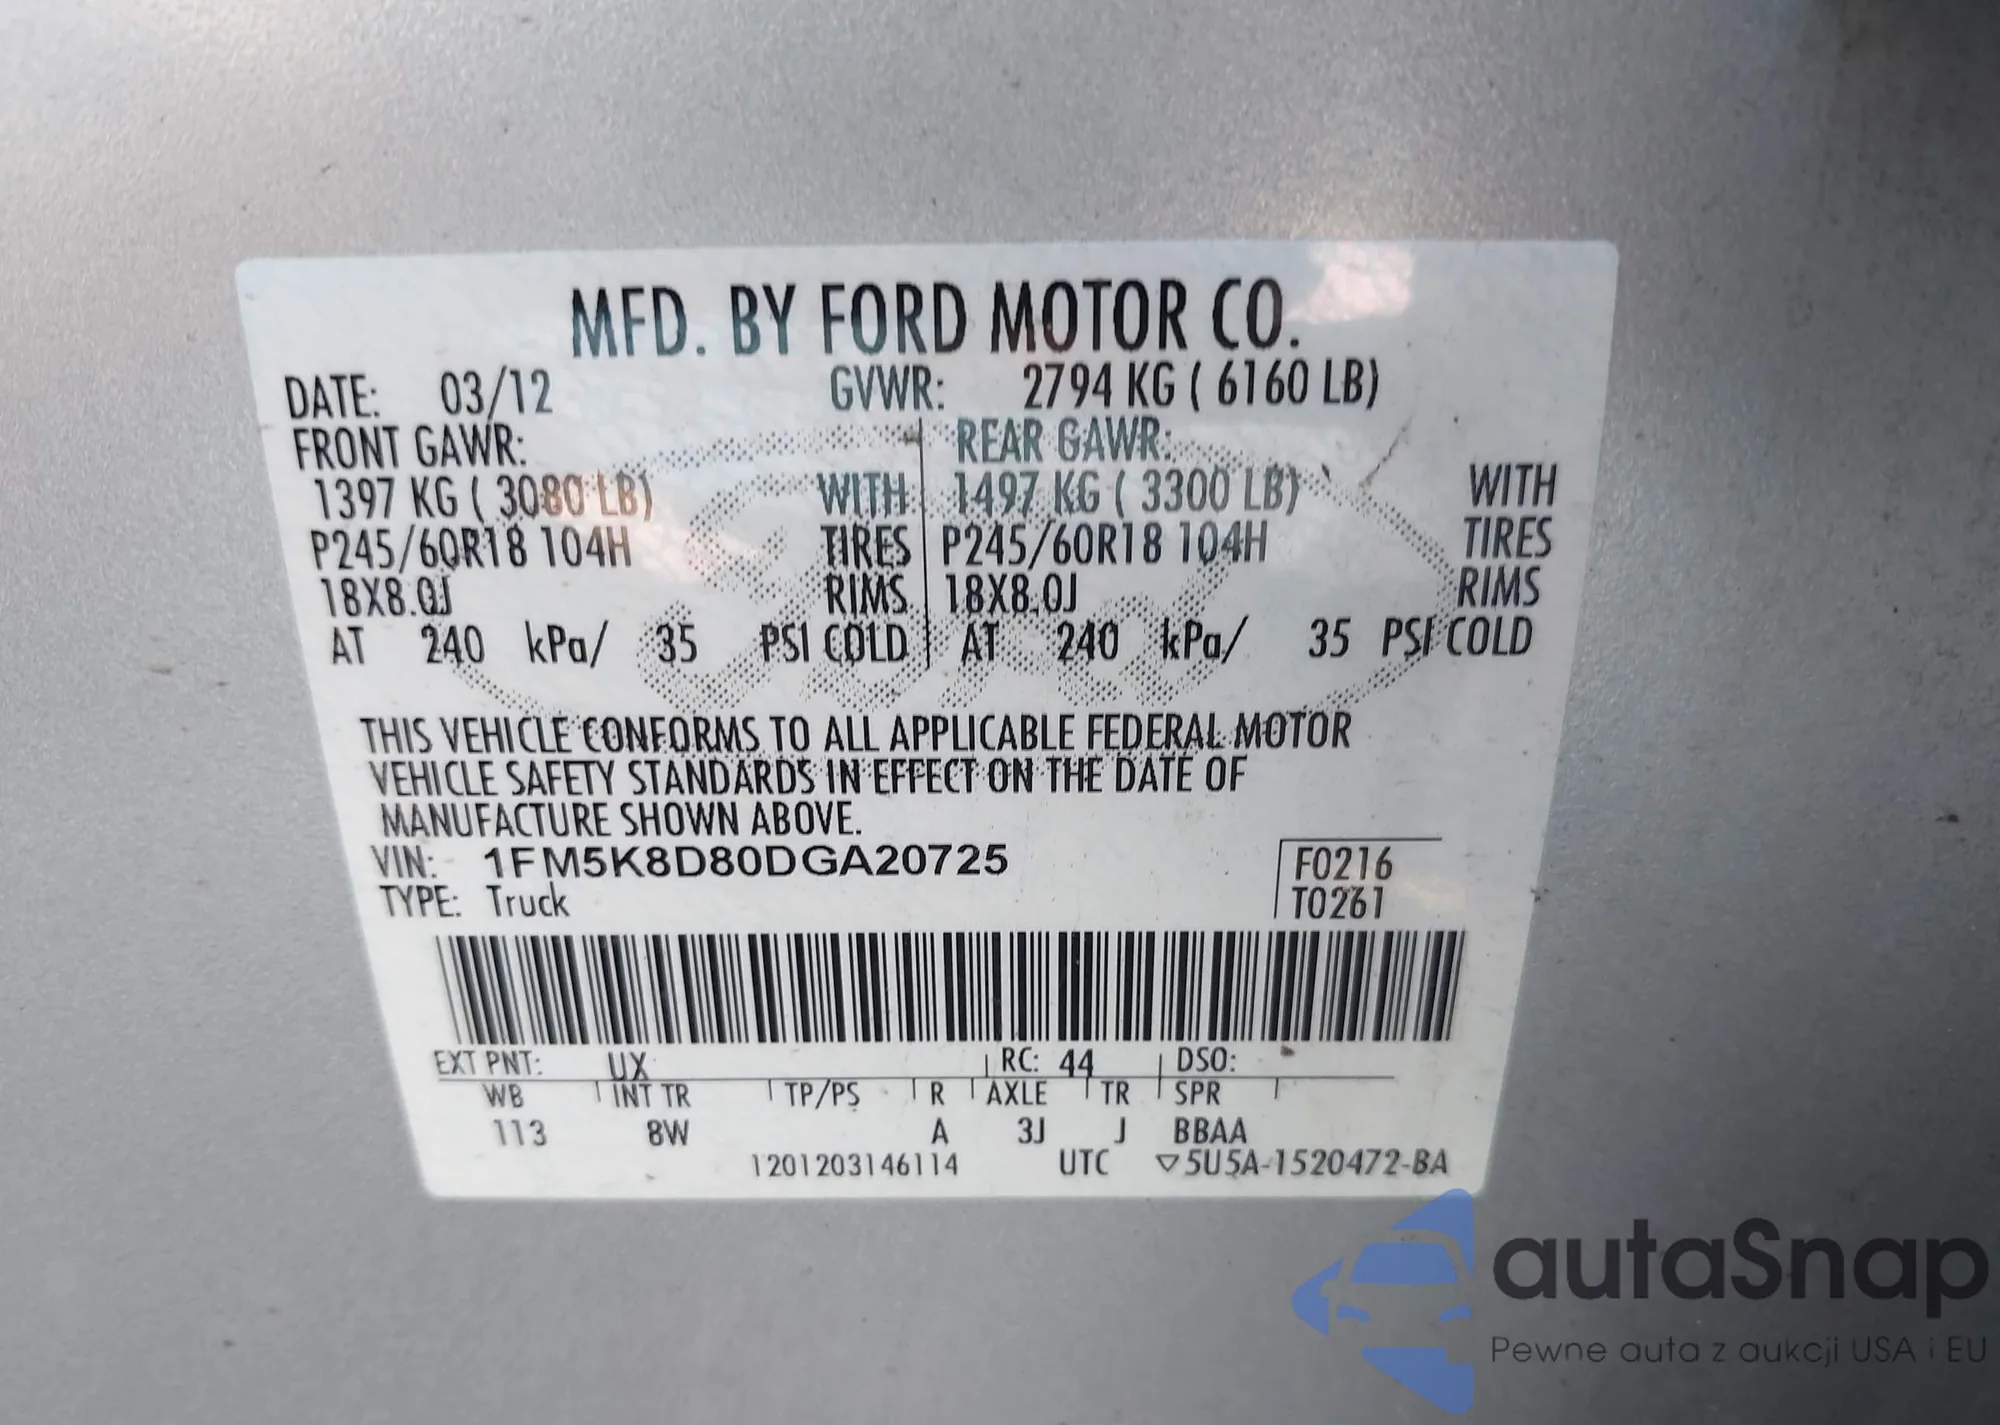 MFD. BY FORD MOTOR CO.
DATE: 03/12 GVWR: 2794 KG ( 6160 LB)
FRONT GAWR: REAR GAWR:
1397 KG ( 3080 LB) WITH 1497 KG ( 3300 LB) WITH
P245/60R18 104H TIRES P245/60R18 104H TIRES
18X8.0J RIMS 18X8.0J RIMS
AT 240 kPa/ 35 PSI COLD AT 240 kPa/ 35 PSI COLD
THIS VEHICLE CONFORMS TO ALL APPLICABLE FEDERAL MOTOR
VEHICLE SAFETY STANDARDS IN EFFECT ON THE DATE OF
MANUFACTURE SHOWN ABOVE.
VIN: 1FM5K8D80DGA20725 F0216
TYPE: Truck T0261
EXT PNT: UX RC: 44 DSO:
WB INT TR TP/PS R AXLE TR SPR
113 8W A 3J J BBAA
1201203146114 UTC ▽5U5A-1520472-BA
autaSnap
Pewne auta z aukcji USA i EU